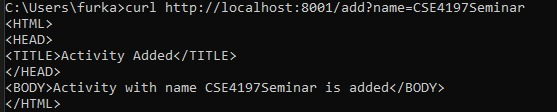 C:\Users\furka>curl http://localhost:8001/add?name=CSE4197Seminar
<HTML>
<HEAD>
<TITLE>Activity Added</TITLE>
</HEAD>
<BODY>Activity with name CSE4197Seminar is added</BODY>
</HTML>